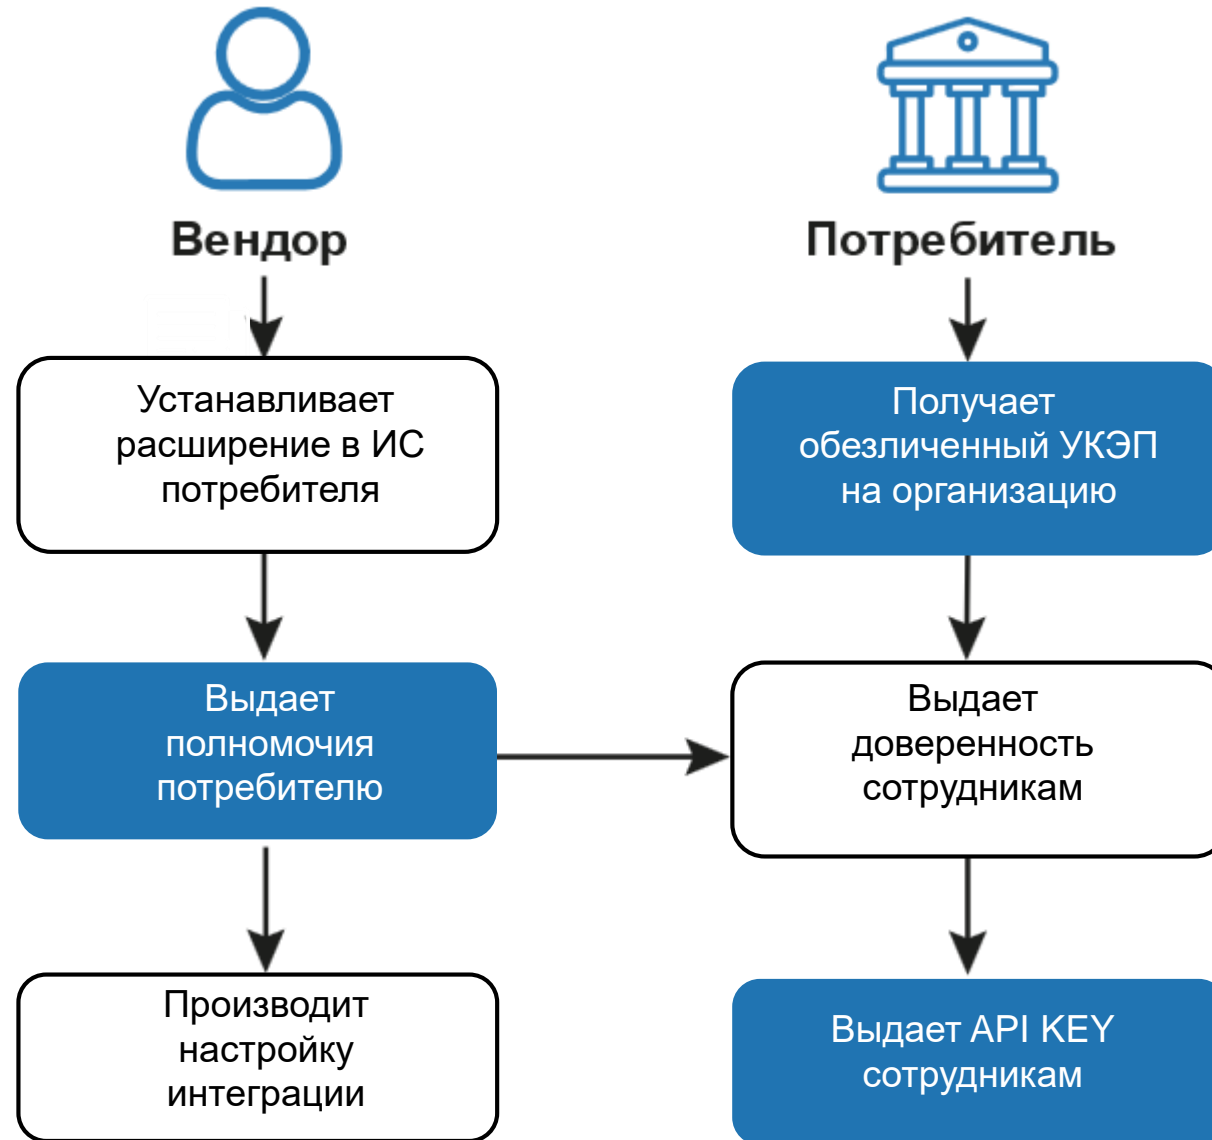 Вендор
Устанавливает
расширение в ИС
потребителя
Выдает
полномочия
потребителю
Производит
настройку
интеграции
Потребитель
Получает
обезличенный УКЭП
на организацию
Выдает
доверенность
сотрудникам
Выдает API KEY
сотрудникам